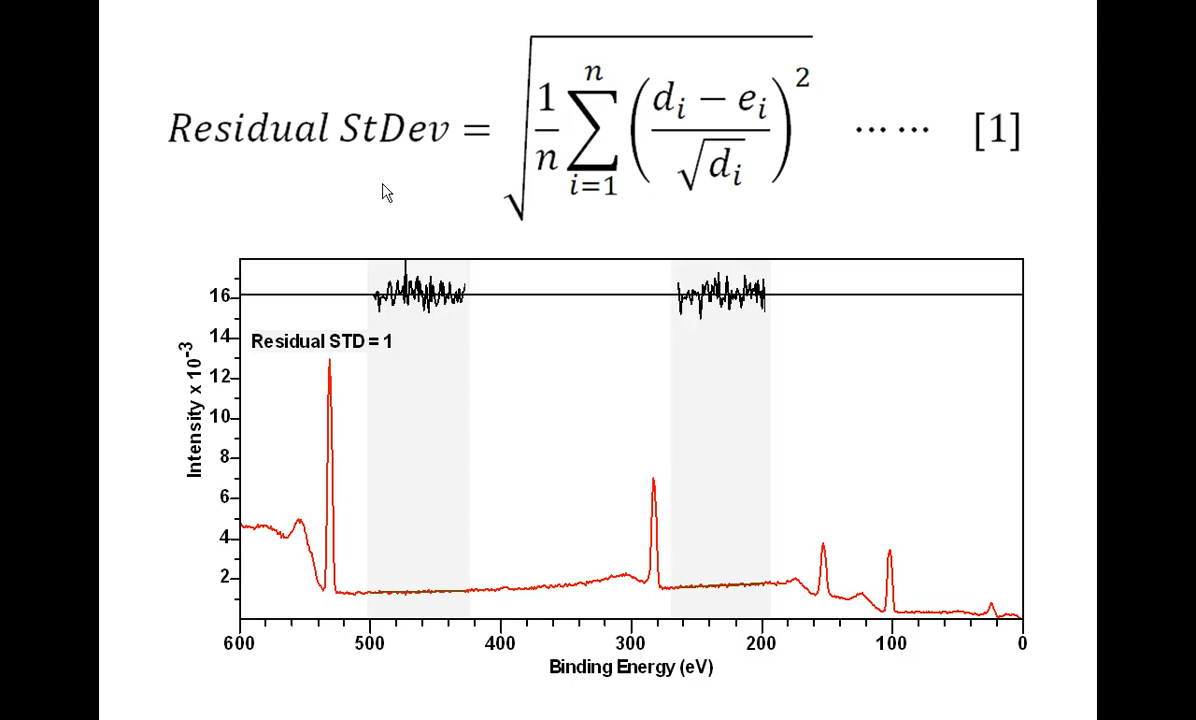 Residual StDev = √(1/n ∑ i=1 n ((d_i − e_i)/√d_i)²) …… [1]
Residual STD = 1
Intensity x 10^-3
16
14
12
10
8
6
4
2
600 500 400 300 200 100 0
Binding Energy (eV)